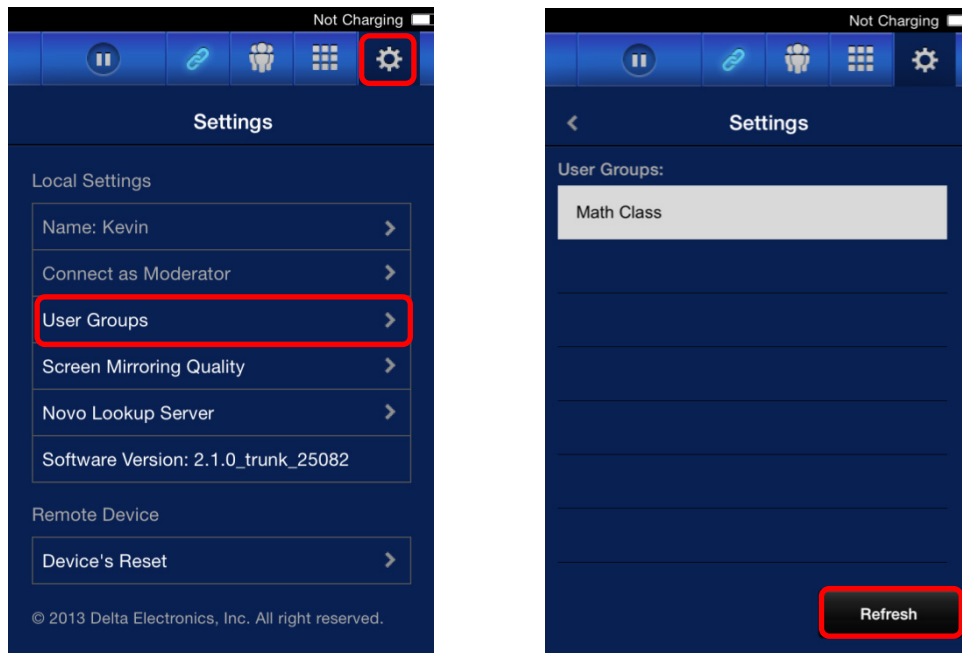 Not Charging
Settings
Local Settings
Name: Kevin
Connect as Moderator
User Groups
Screen Mirroring Quality
Novo Lookup Server
Software Version: 2.1.0_trunk_25082
Remote Device
Device's Reset
© 2013 Delta Electronics, Inc. All right reserved.
Not Charging
Settings
User Groups:
Math Class
Refresh